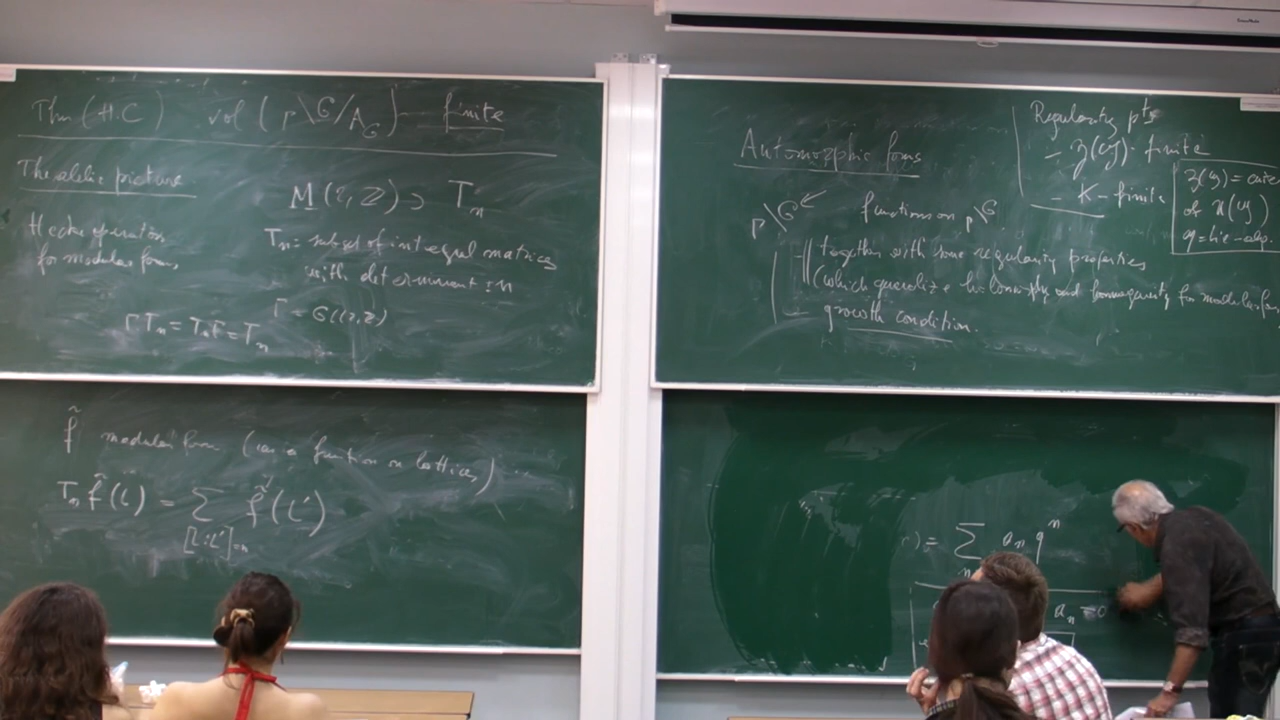 Thm (H.C) vol (Γ\G/A_G) finite
The adelic picture
M(2,Z) ⊃ T_n
Hecke operators
for modular forms
T_n = subset of integral matrices
with determinant = n
Γ = Gl(2,Z)
ΓT_n = T_nΓ = T_n
f̃ modular form (as a function on lattices)
T_n f̃(L) = Σ f̃(L')
[L:L']=n
Automorphic forms
Γ\G functions on Γ\G
together with some regularity properties
(which generalize holomorphy and homogeneity for modular
growth condition.
Regularity pts
- z(g)-finite
- K-finite
z(g) =
of U(g)
g = Lie-alg.
) = Σ a_n q^n
n
a_n = 0